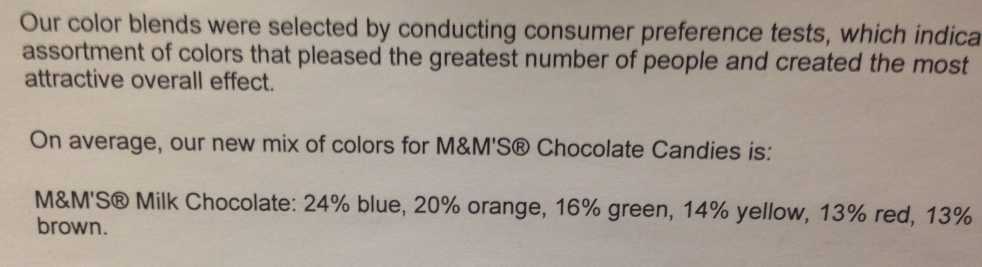 Our color blends were selected by conducting consumer preference tests, which indica
assortment of colors that pleased the greatest number of people and created the most
attractive overall effect.
On average, our new mix of colors for M&M'S® Chocolate Candies is:
M&M'S® Milk Chocolate: 24% blue, 20% orange, 16% green, 14% yellow, 13% red, 13%
brown.